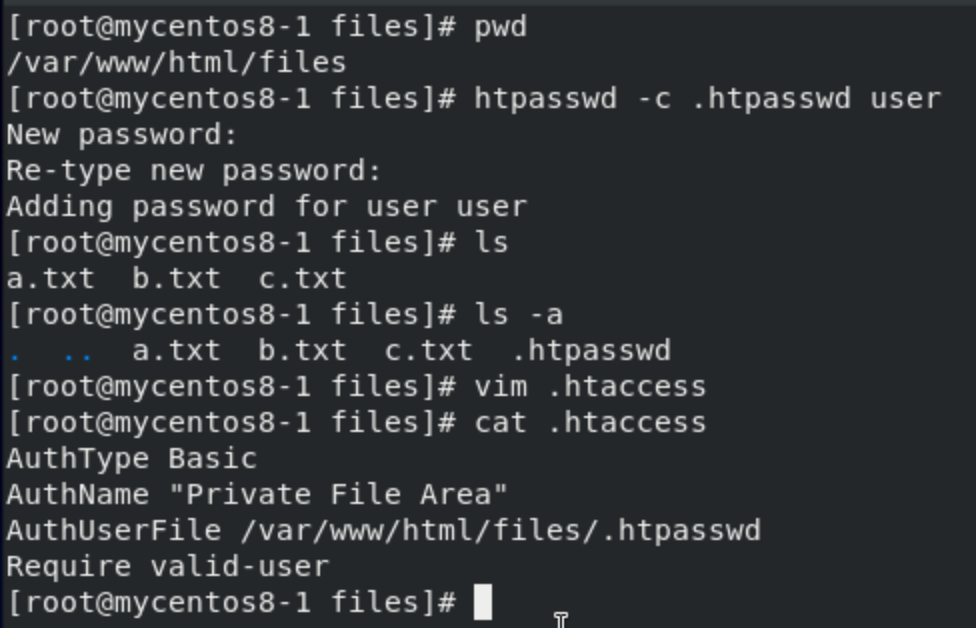 [root@mycentos8-1 files]# pwd
/var/www/html/files
[root@mycentos8-1 files]# htpasswd -c .htpasswd user
New password:
Re-type new password:
Adding password for user user
[root@mycentos8-1 files]# ls
a.txt  b.txt  c.txt
[root@mycentos8-1 files]# ls -a
.  ..  a.txt  b.txt  c.txt  .htpasswd
[root@mycentos8-1 files]# vim .htaccess
[root@mycentos8-1 files]# cat .htaccess
AuthType Basic
AuthName "Private File Area"
AuthUserFile /var/www/html/files/.htpasswd
Require valid-user
[root@mycentos8-1 files]#